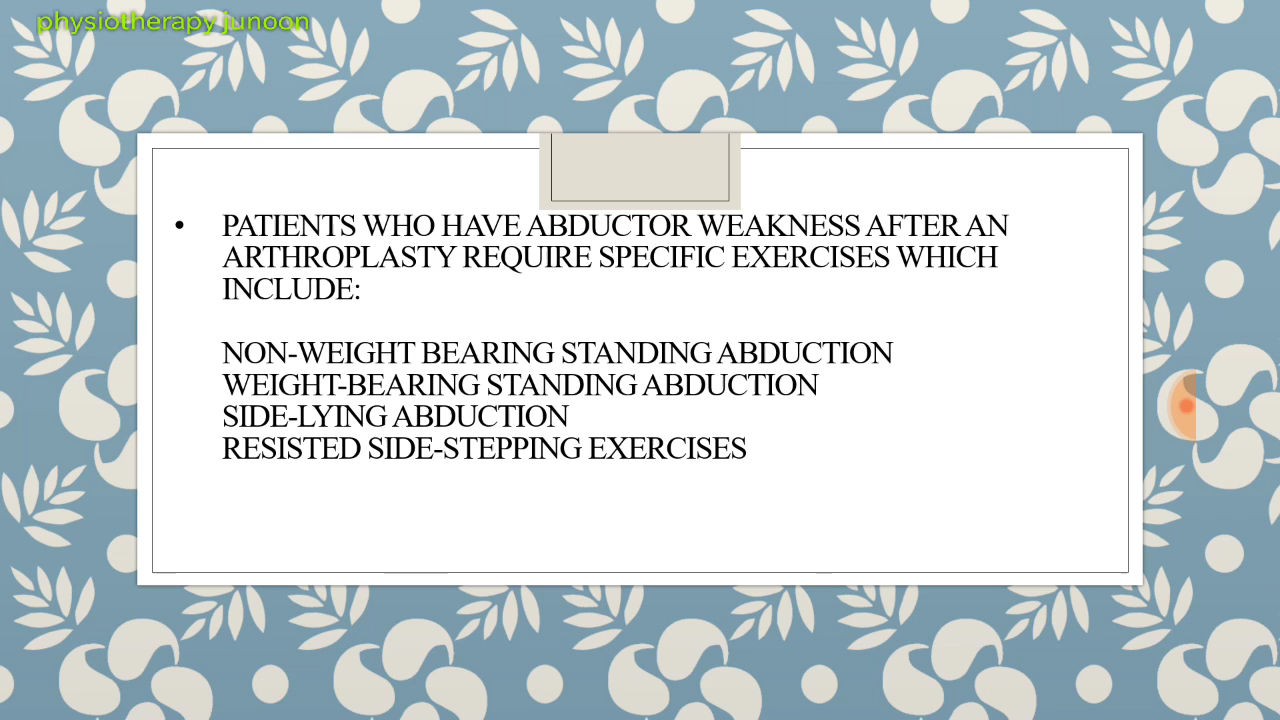 physiotherapy junoon
• PATIENTS WHO HAVE ABDUCTOR WEAKNESS AFTER AN
ARTHROPLASTY REQUIRE SPECIFIC EXERCISES WHICH
INCLUDE:
NON-WEIGHT BEARING STANDING ABDUCTION
WEIGHT-BEARING STANDING ABDUCTION
SIDE-LYING ABDUCTION
RESISTED SIDE-STEPPING EXERCISES